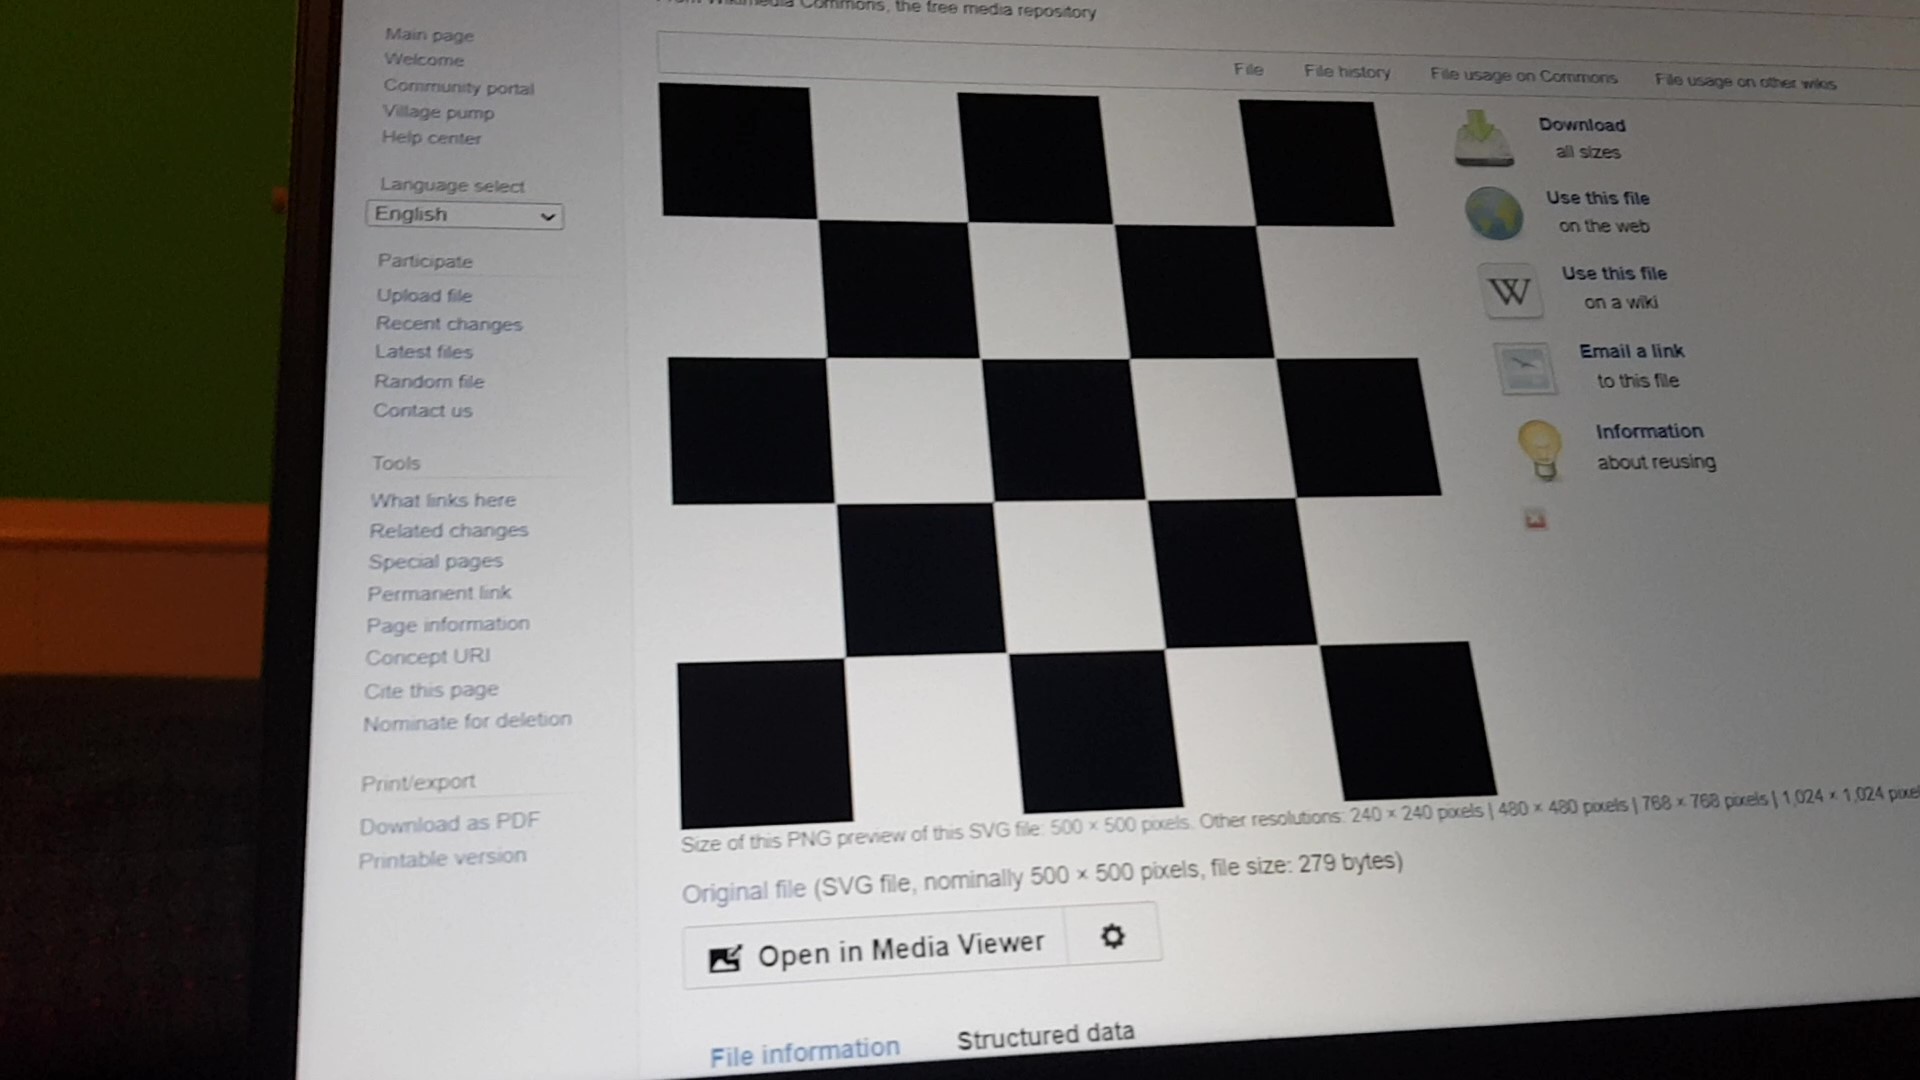 From Wikimedia Commons, the free media repository
Main page
Welcome
Community portal
Village pump
Help center
Language select
English
Participate
Upload file
Recent changes
Latest files
Random file
Contact us
Tools
What links here
Related changes
Special pages
Permanent link
Page information
Concept URI
Cite this page
Nominate for deletion
Print/export
Download as PDF
Printable version
File File history File usage on Commons File usage on other wikis
Download
all sizes
Use this file
on the web
W
Use this file
on a wiki
Email a link
to this file
Information
about reusing
Size of this PNG preview of this SVG file: 500 × 500 pixels. Other resolutions: 240 × 240 pixels | 480 × 480 pixels | 768 × 768 pixels | 1,024 × 1,024 pixel
Original file (SVG file, nominally 500 × 500 pixels, file size: 279 bytes)
Open in Media Viewer
File information Structured data